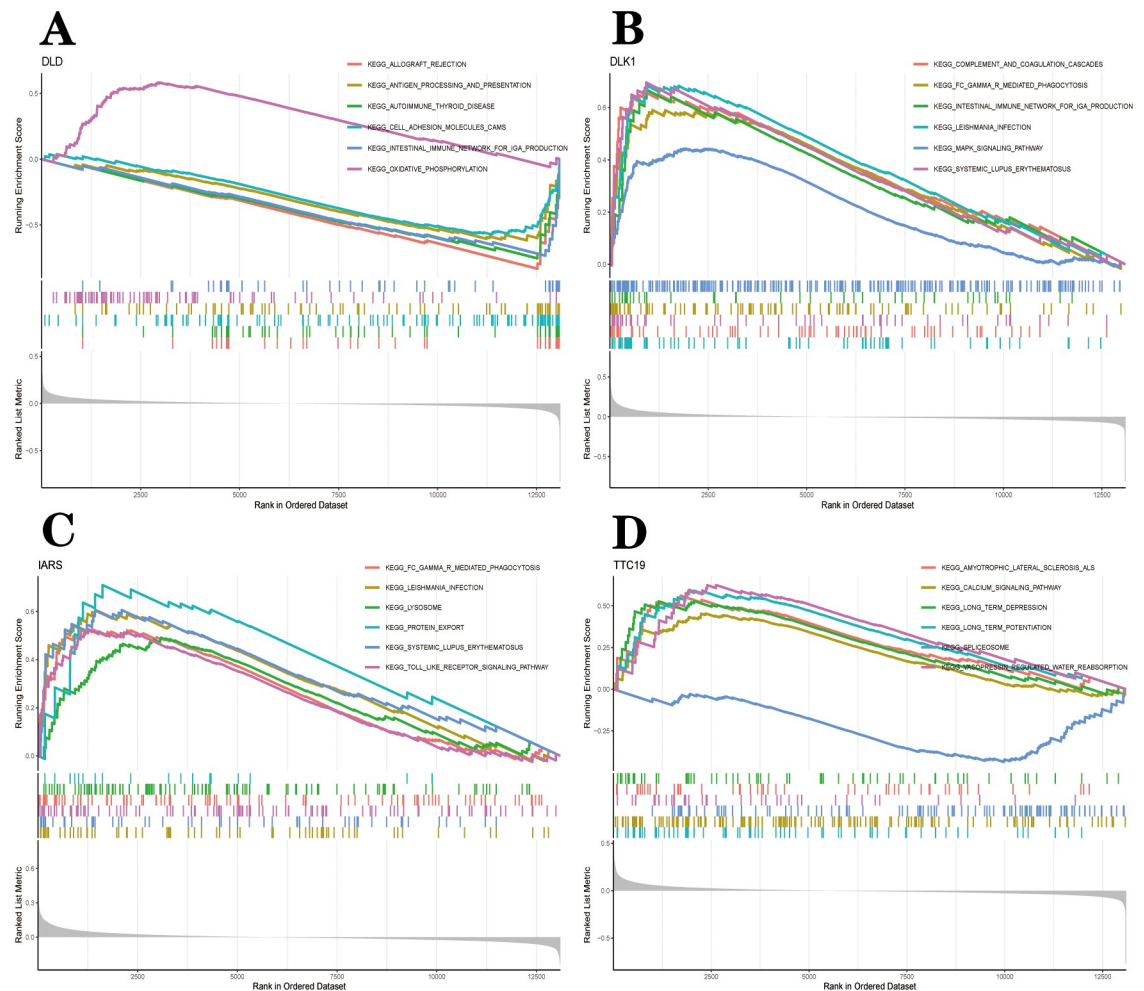 A
DLD
KEGG_ALLOGRAFT_REJECTION
KEGG_ANTIGEN_PROCESSING_AND_PRESENTATION
KEGG_AUTOIMMUNE_THYROID_DISEASE
KEGG_CELL_ADHESION_MOLECULES_CAMS
KEGG_INTESTINAL_IMMUNE_NETWORK_FOR_IGA_PRODUCTION
KEGG_OXIDATIVE_PHOSPHORYLATION
Running Enrichment Score
0.5
0.0
−0.5
Ranked List Metric
0.5
0.0
−0.5
2500
5000
7500
10000
12500
Rank in Ordered Dataset
B
DLK1
KEGG_COMPLEMENT_AND_COAGULATION_CASCADES
KEGG_FC_GAMMA_R_MEDIATED_PHAGOCYTOSIS
KEGG_INTESTINAL_IMMUNE_NETWORK_FOR_IGA_PRODUCTION
KEGG_LEISHMANIA_INFECTION
KEGG_MAPK_SIGNALING_PATHWAY
KEGG_SYSTEMIC_LUPUS_ERYTHEMATOSUS
Running Enrichment Score
0.6
0.4
0.2
0.0
Ranked List Metric
0.5
0.0
−0.5
2500
5000
7500
10000
12500
Rank in Ordered Dataset
C
IARS
KEGG_FC_GAMMA_R_MEDIATED_PHAGOCYTOSIS
KEGG_LEISHMANIA_INFECTION
KEGG_LYSOSOME
KEGG_PROTEIN_EXPORT
KEGG_SYSTEMIC_LUPUS_ERYTHEMATOSUS
KEGG_TOLL_LIKE_RECEPTOR_SIGNALING_PATHWAY
Running Enrichment Score
0.6
0.4
0.2
0.0
Ranked List Metric
0.6
0.3
0.0
2500
5000
7500
10000
12500
Rank in Ordered Dataset
D
TTC19
KEGG_AMYOTROPHIC_LATERAL_SCLEROSIS_ALS
KEGG_CALCIUM_SIGNALING_PATHWAY
KEGG_LONG_TERM_DEPRESSION
KEGG_LONG_TERM_POTENTIATION
KEGG_SPLICEOSOME
KEGG_VASOPRESSIN_REGULATED_WATER_REABSORPTION
Running Enrichment Score
0.50
0.25
0.00
−0.25
Ranked List Metric
0.5
0.0
−0.5
2500
5000
7500
10000
12500
Rank in Ordered Dataset